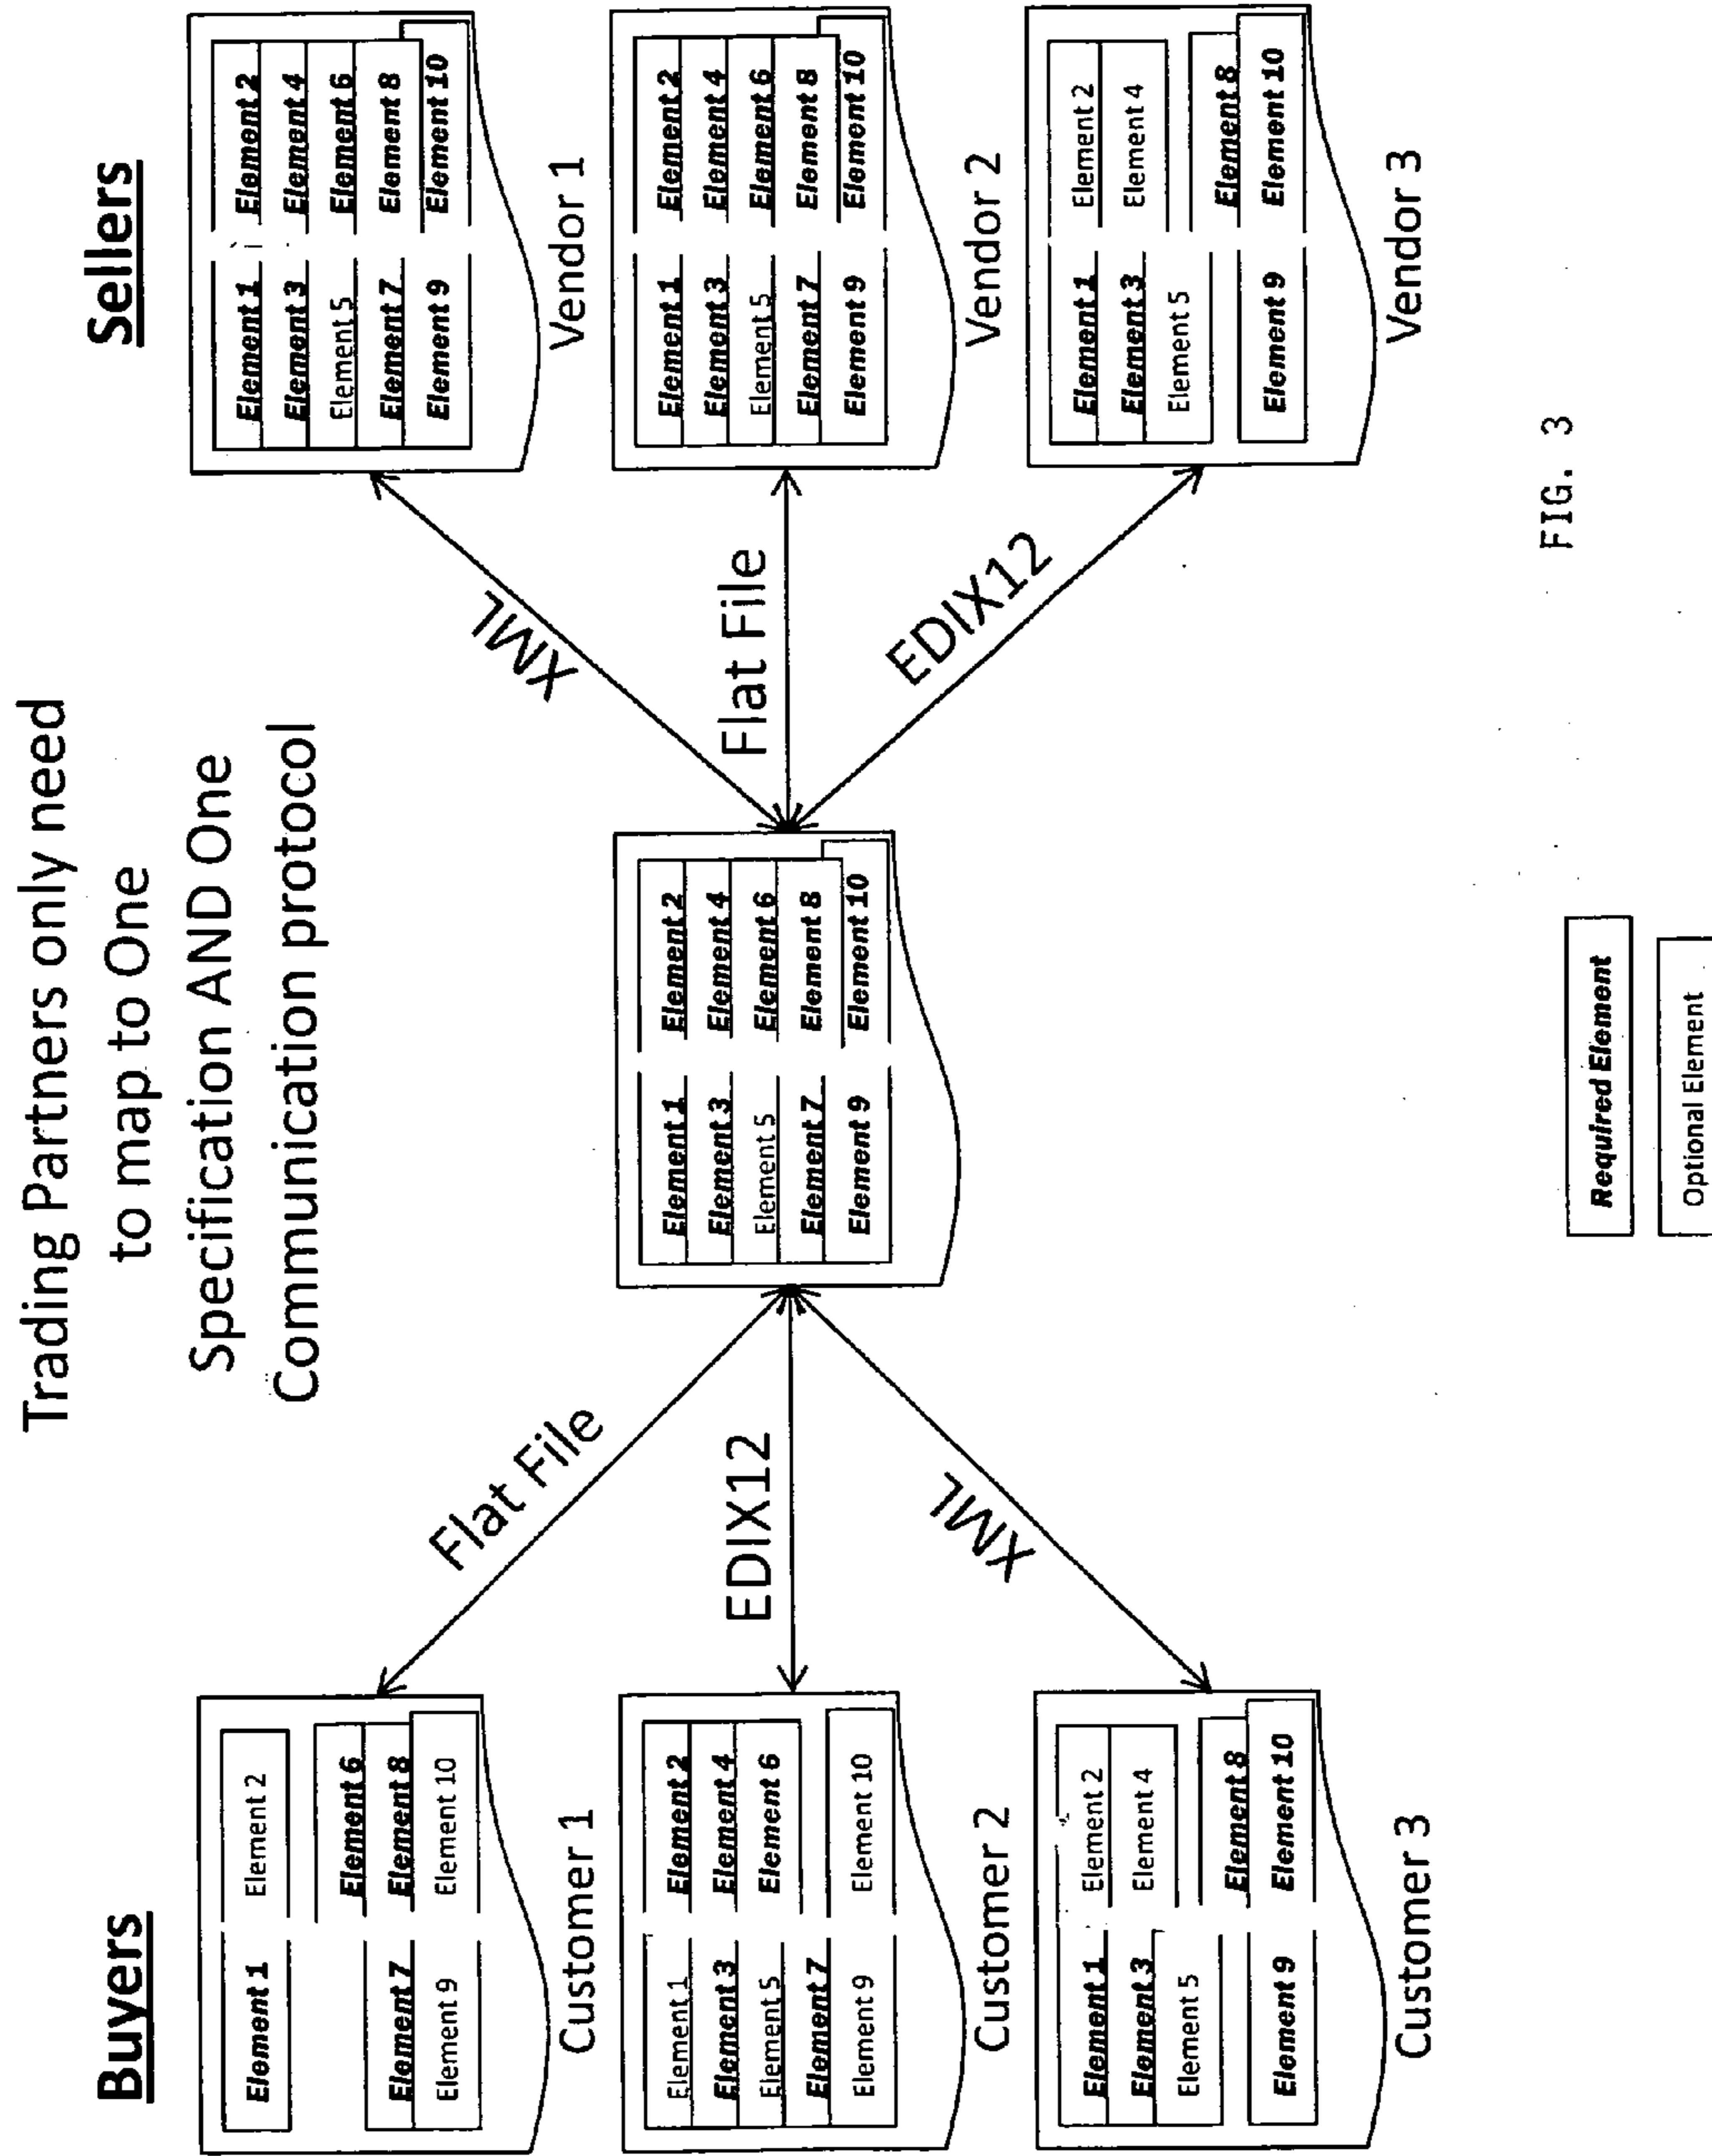 Trading Partners only need
to map to One
Specification AND One
Communication protocol
Buyers
Sellers
Element 1 Element 2
Element 6
Element 7 Element 8
Element 9 Element 10
Customer 1
Element 1 Element 2
Element 3 Element 4
Element 5 Element 6
Element 7
Element 9 Element 10
Customer 2
Element 1 Element 2
Element 3 Element 4
Element 5
Element 8
Element 9 Element 10
Customer 3
Flat File
EDIX12
XML
Element 1 Element 2
Element 3 Element 4
Element 5 Element 6
Element 7 Element 8
Element 9 Element 10
XML
Flat File
EDIX12
Element 1 Element 2
Element 3 Element 4
Element 5 Element 6
Element 7 Element 8
Element 9 Element 10
Vendor 1
Element 1 Element 2
Element 3 Element 4
Element 5 Element 6
Element 7 Element 8
Element 9 Element 10
Vendor 2
Element 1 Element 2
Element 3 Element 4
Element 5
Element 8
Element 9 Element 10
Vendor 3
Required Element
Optional Element
FIG. 3